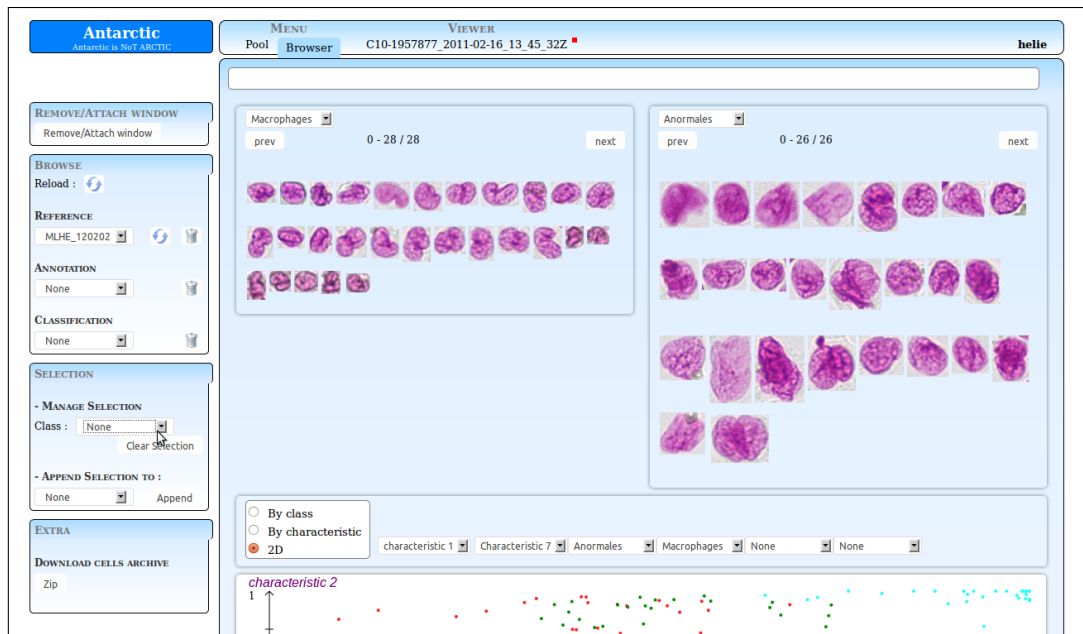 Antarctic
Antarctic is NoT ARCTIC
Menu
Viewer
Pool
Browser
C10-1957877_2011-02-16_13_45_32Z
helie
Remove/Attach window
Remove/Attach window
Browse
Reload :
Reference
MLHE_120202
Annotation
None
Classification
None
Selection
- Manage Selection
Class :
None
Clear Selection
- Append Selection to :
None
Append
Extra
Download cells archive
Zip
Macrophages
prev
0 - 28 / 28
next
Anormales
prev
0 - 26 / 26
next
By class
By characteristic
2D
characteristic 1
Characteristic 7
Anormales
Macrophages
None
None
characteristic 2
1